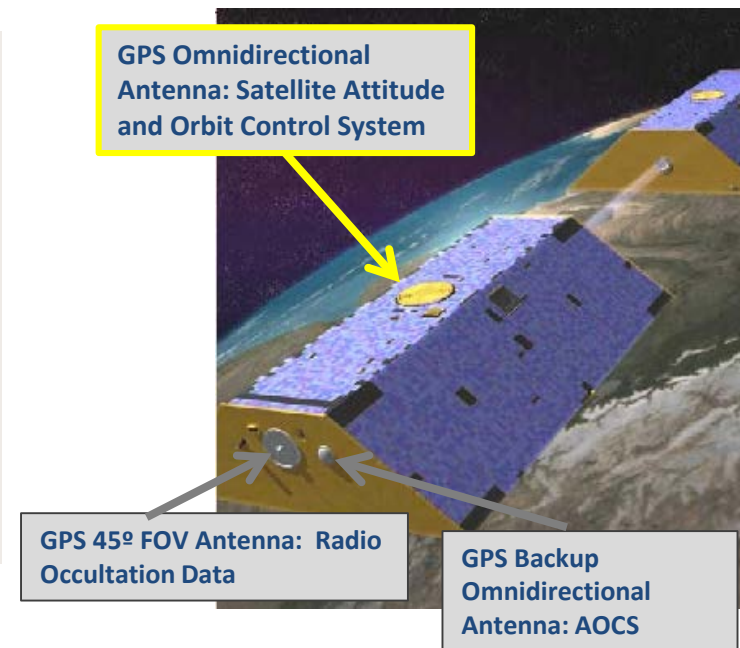 GPS Omnidirectional
Antenna: Satellite Attitude
and Orbit Control System
GPS 45º FOV Antenna:  Radio
Occultation Data
GPS Backup
Omnidirectional
Antenna: AOCS